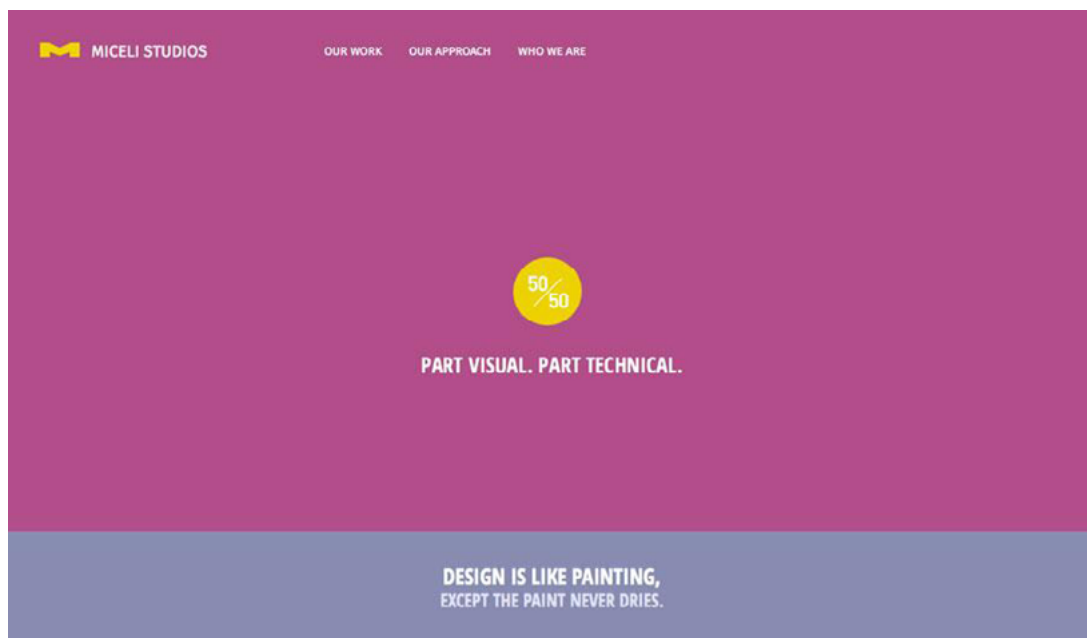 MICELI STUDIOS OUR WORK OUR APPROACH WHO WE ARE
50/50
PART VISUAL. PART TECHNICAL.
DESIGN IS LIKE PAINTING,
EXCEPT THE PAINT NEVER DRIES.